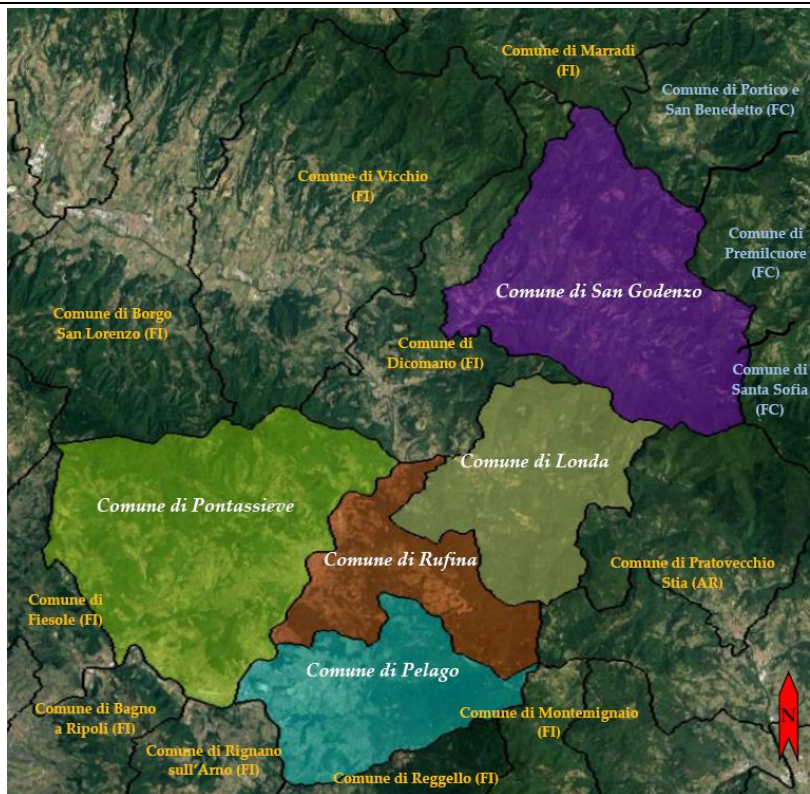 Comune di Marradi
(FI)
Comune di Portico e
San Benedetto (FC)
Comune di Vicchio
(FI)
Comune di
Premilcuore
(FC)
Comune di San Godenzo
Comune di Borgo
San Lorenzo (FI)
Comune di
Dicomano (FI)
Comune di
Santa Sofia
(FC)
Comune di Londa
Comune di Pontassieve
Comune di Rufina
Comune di Pratovecchio
Stia (AR)
Comune di
Fiesole (FI)
Comune di Pelago
Comune di Bagno
a Ripoli (FI)
Comune di Montemignaio
(FI)
N
Comune di Rignano
sull'Arno (FI)
Comune di Reggello (FI)